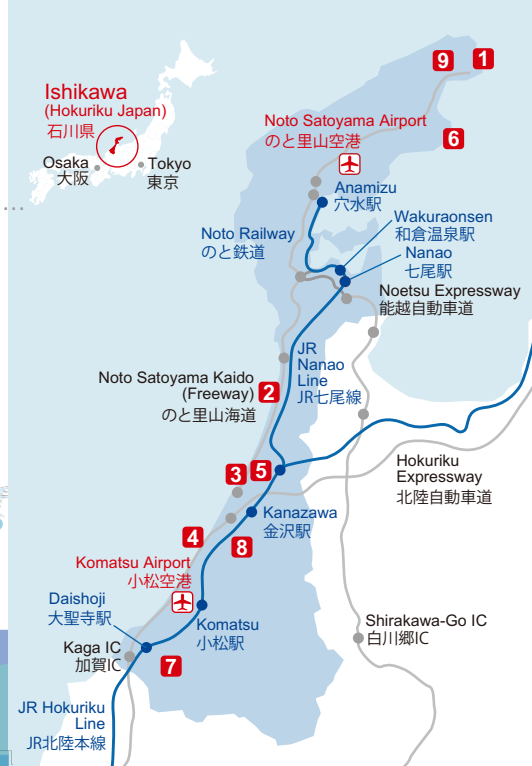 Ishikawa
(Hokuriku Japan)
石川県
Osaka
大阪
Tokyo
東京
...
9
1
Noto Satoyama Airport
のと里山空港
6
Anamizu
穴水駅
Noto Railway
のと鉄道
Wakuraonsen
和倉温泉駅
Nanao
七尾駅
Noetsu Expressway
能越自動車道
JR
Nanao
Line
JR七尾線
Noto Satoyama Kaido
(Freeway)
のと里山海道
2
3
5
Hokuriku
Expressway
北陸自動車道
Kanazawa
金沢駅
4
8
Komatsu Airport
小松空港
Daishoji
大聖寺駅
Komatsu
小松駅
Shirakawa-Go IC
白川郷IC
Kaga IC
加賀IC
7
JR Hokuriku
Line
JR北陸本線